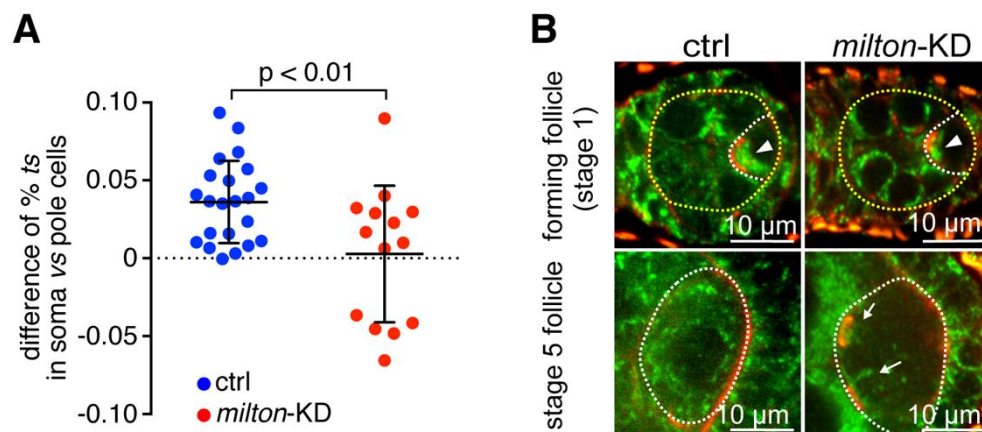 A
p < 0.01
difference of % ts
in soma vs pole cells
0.10
0.05
0
-0.05
-0.10
ctrl
milton-KD
B
ctrl
milton-KD
forming follicle
(stage 1)
10 µm
10 µm
stage 5 follicle
10 µm
10 µm